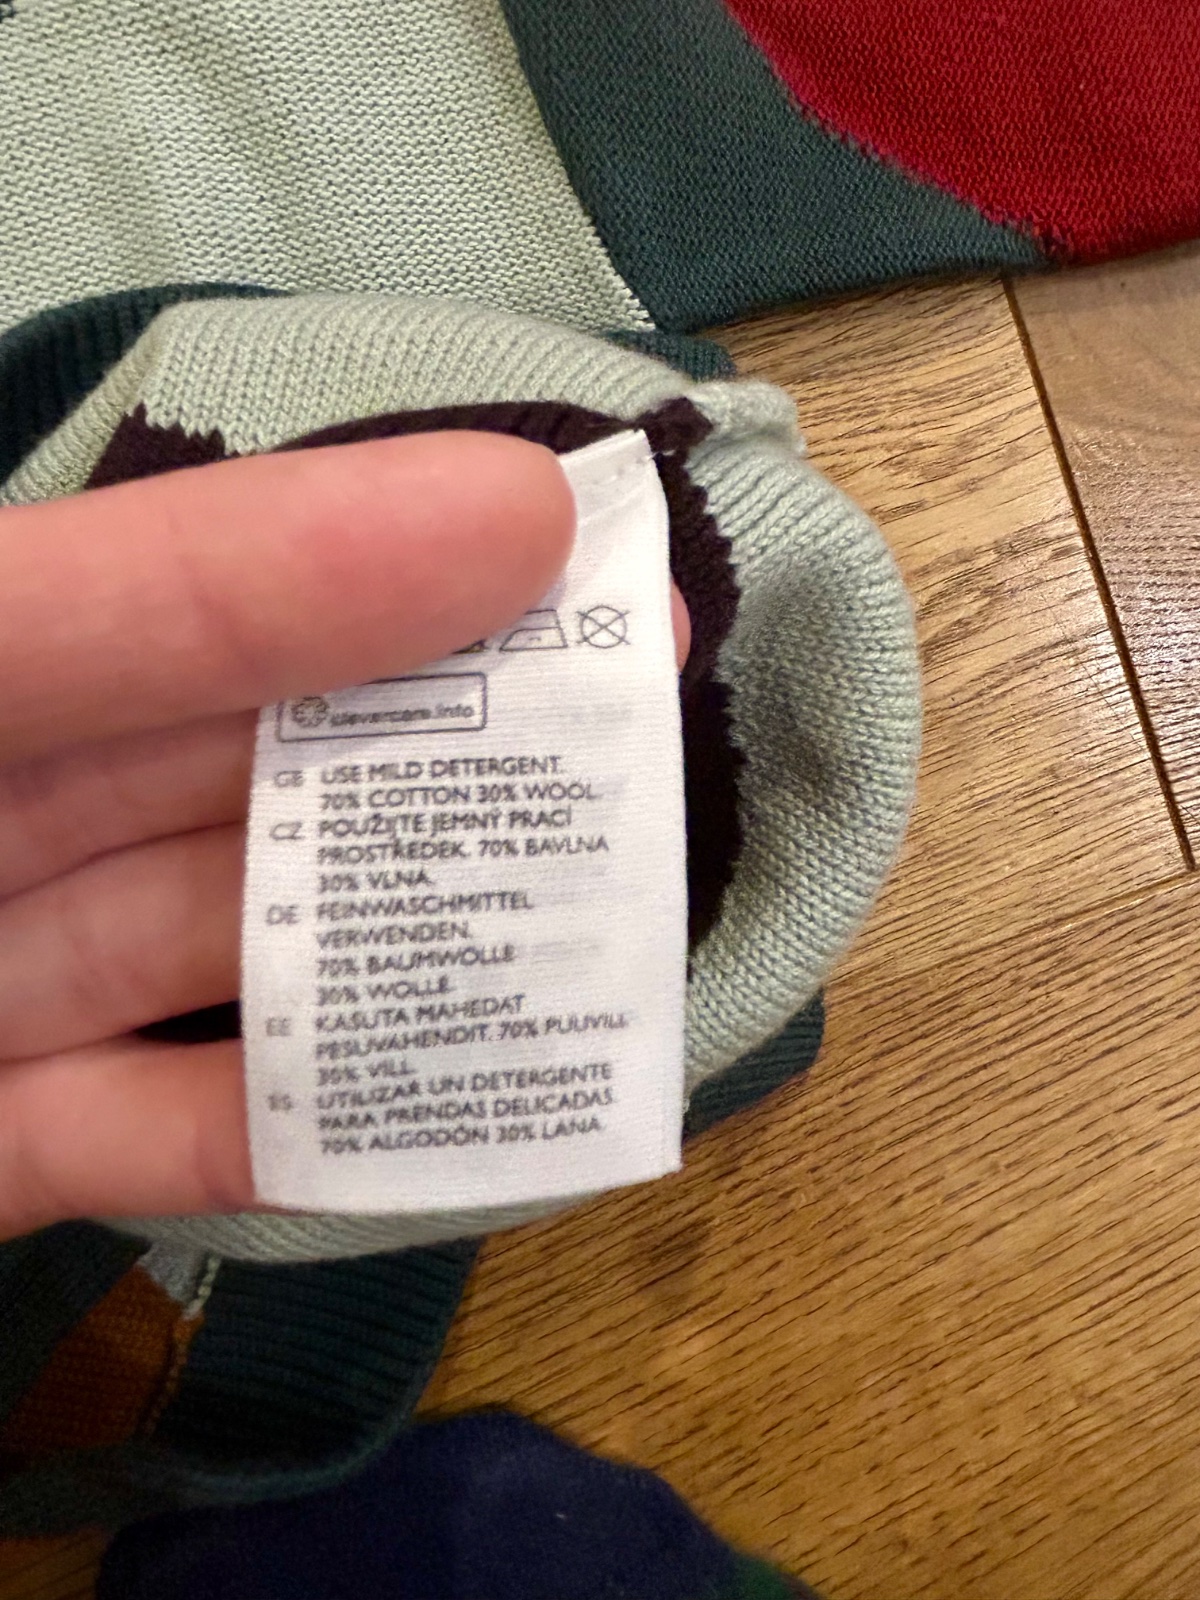 clevercare.info
GB USE MILD DETERGENT.
70% COTTON 30% WOOL
CZ POUŽIJTE JEMNÝ PRACÍ
PROSTŘEDEK. 70% BAVLNA
30% VLNA.
DE FEINWASCHMITTEL
VERWENDEN.
70% BAUMWOLLE
30% WOLLE.
EE KASUTA MAHEDAT
PESUVAHENDIT. 70% PUUVILL
30% VILL
ES UTILIZAR UN DETERGENTE
PARA PRENDAS DELICADAS.
70% ALGODÓN 30% LANA